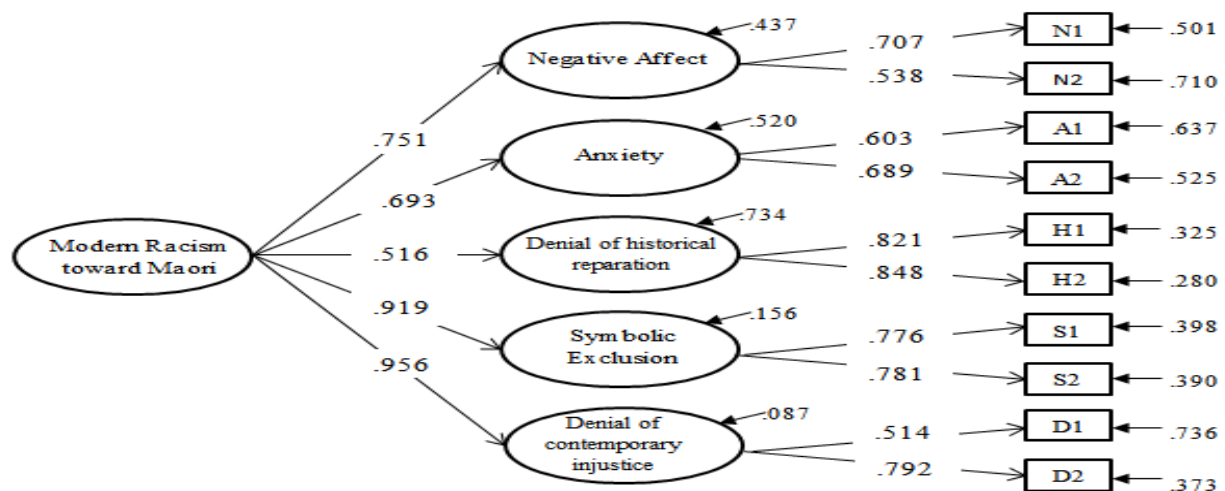 .437
Negative Affect
.707
N1
.501
.538
N2
.710
.751
.520
Anxiety
.603
A1
.637
.689
A2
.525
.693
Modern Racism
toward Maori
.734
Denial of historical
reparation
.821
H1
.325
.848
H2
.280
.516
.919
.156
Symbolic
Exclusion
.776
S1
.398
.781
S2
.390
.956
.087
Denial of
contemporary
injustice
.514
D1
.736
.792
D2
.373